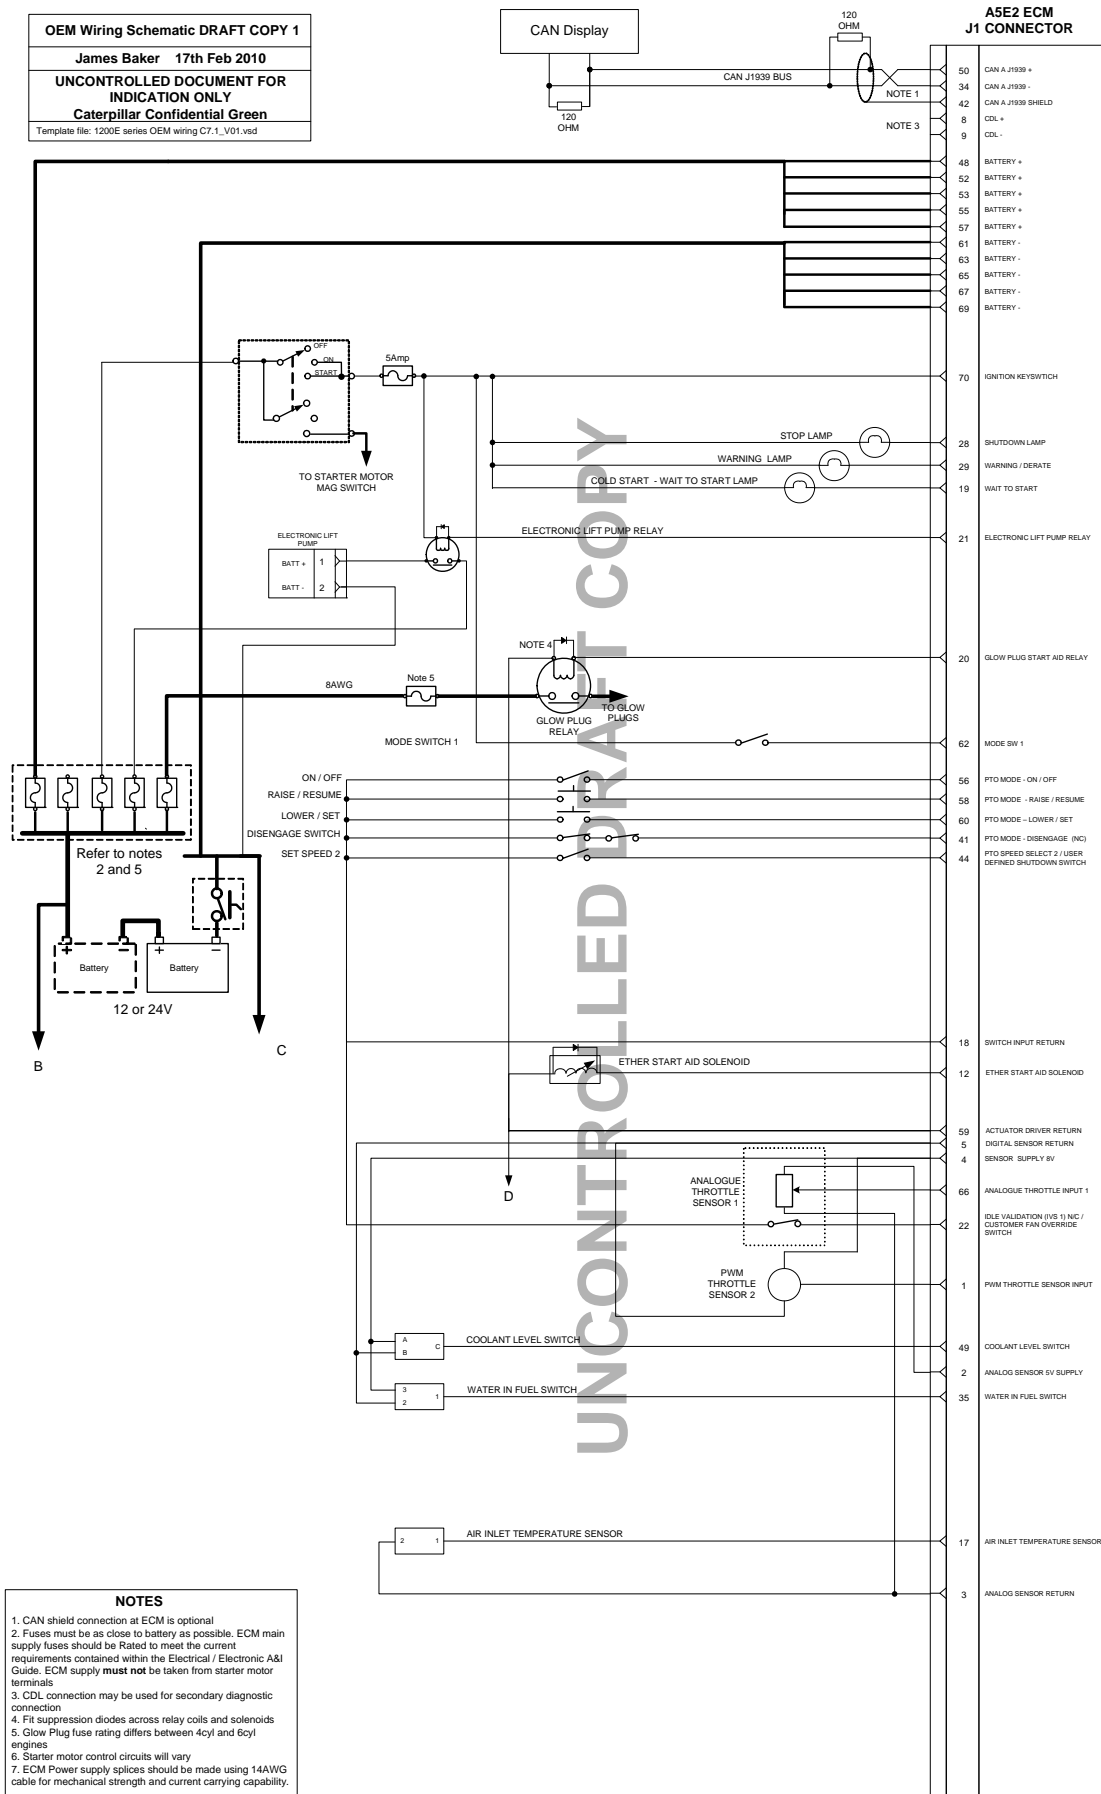 OEM Wiring Schematic DRAFT COPY 1
James Baker    17th Feb 2010
UNCONTROLLED DOCUMENT FOR
INDICATION ONLY
Caterpillar Confidential Green
Template file: 1200E series OEM wiring C7.1_V01.vsd
CAN Display
120
OHM
A5E2 ECM
J1 CONNECTOR
CAN J1939 BUS
NOTE 1
120
OHM
NOTE 3
50 CAN A J1939 +
34 CAN A J1939 -
42 CAN A J1939 SHIELD
8 CDL +
9 CDL -
48 BATTERY +
52 BATTERY +
53 BATTERY +
55 BATTERY +
57 BATTERY +
61 BATTERY -
63 BATTERY -
65 BATTERY -
67 BATTERY -
69 BATTERY -
OFF
ON
START
5Amp
70 IGNITION KEYSWTICH
TO STARTER MOTOR
MAG SWITCH
STOP LAMP
28 SHUTDOWN LAMP
WARNING  LAMP
29 WARNING / DERATE
COLD START  - WAIT TO START LAMP
19 WAIT TO START
ELECTRONIC LIFT
PUMP
BATT + 1
BATT - 2
ELECTRONIC LIFT PUMP RELAY
21 ELECTRONIC LIFT PUMP RELAY
NOTE 4
20 GLOW PLUG START AID RELAY
8AWG
Note 5
TO GLOW
PLUGS
GLOW PLUG
RELAY
MODE SWITCH 1
62 MODE SW 1
ON / OFF
56 PTO MODE - ON / OFF
RAISE / RESUME
58 PTO MODE  - RAISE / RESUME
LOWER / SET
60 PTO MODE – LOWER / SET
DISENGAGE SWITCH
41 PTO MODE - DISENGAGE  (NC)
SET SPEED 2
44 PTO SPEED SELECT 2 / USER
DEFINED SHUTDOWN SWITCH
Refer to notes
2 and 5
+ −
Battery
+ −
Battery
12 or 24V
B
C
18 SWITCH INPUT RETURN
ETHER START AID SOLENOID
12 ETHER START AID SOLENOID
59 ACTUATOR DRIVER RETURN
5 DIGITAL SENSOR RETURN
4 SENSOR  SUPPLY 8V
D
ANALOGUE
THROTTLE
SENSOR 1
66 ANALOGUE THROTTLE INPUT 1
22 IDLE VALIDATION (IVS 1) N/C /
CUSTOMER FAN OVERRIDE
SWITCH
PWM
THROTTLE
SENSOR 2
1 PWM THROTTLE SENSOR INPUT
A
B
C
COOLANT LEVEL SWITCH
49 COOLANT LEVEL SWITCH
2 ANALOG SENSOR 5V SUPPLY
3
2
1
WATER IN FUEL SWITCH
35 WATER IN FUEL SWITCH
2 1
AIR INLET TEMPERATURE SENSOR
17 AIR INLET TEMPERATURE SENSOR
3 ANALOG SENSOR RETURN
UNCONTROLLED DRAFT COPY
NOTES
1. CAN shield connection at ECM is optional
2. Fuses must be as close to battery as possible. ECM main
supply fuses should be Rated to meet the current
requirements contained within the Electrical / Electronic A&I
Guide. ECM supply must not be taken from starter motor
terminals
3. CDL connection may be used for secondary diagnostic
connection
4. Fit suppression diodes across relay coils and solenoids
5. Glow Plug fuse rating differs between 4cyl and 6cyl
engines
6. Starter motor control circuits will vary
7. ECM Power supply splices should be made using 14AWG
cable for mechanical strength and current carrying capability.